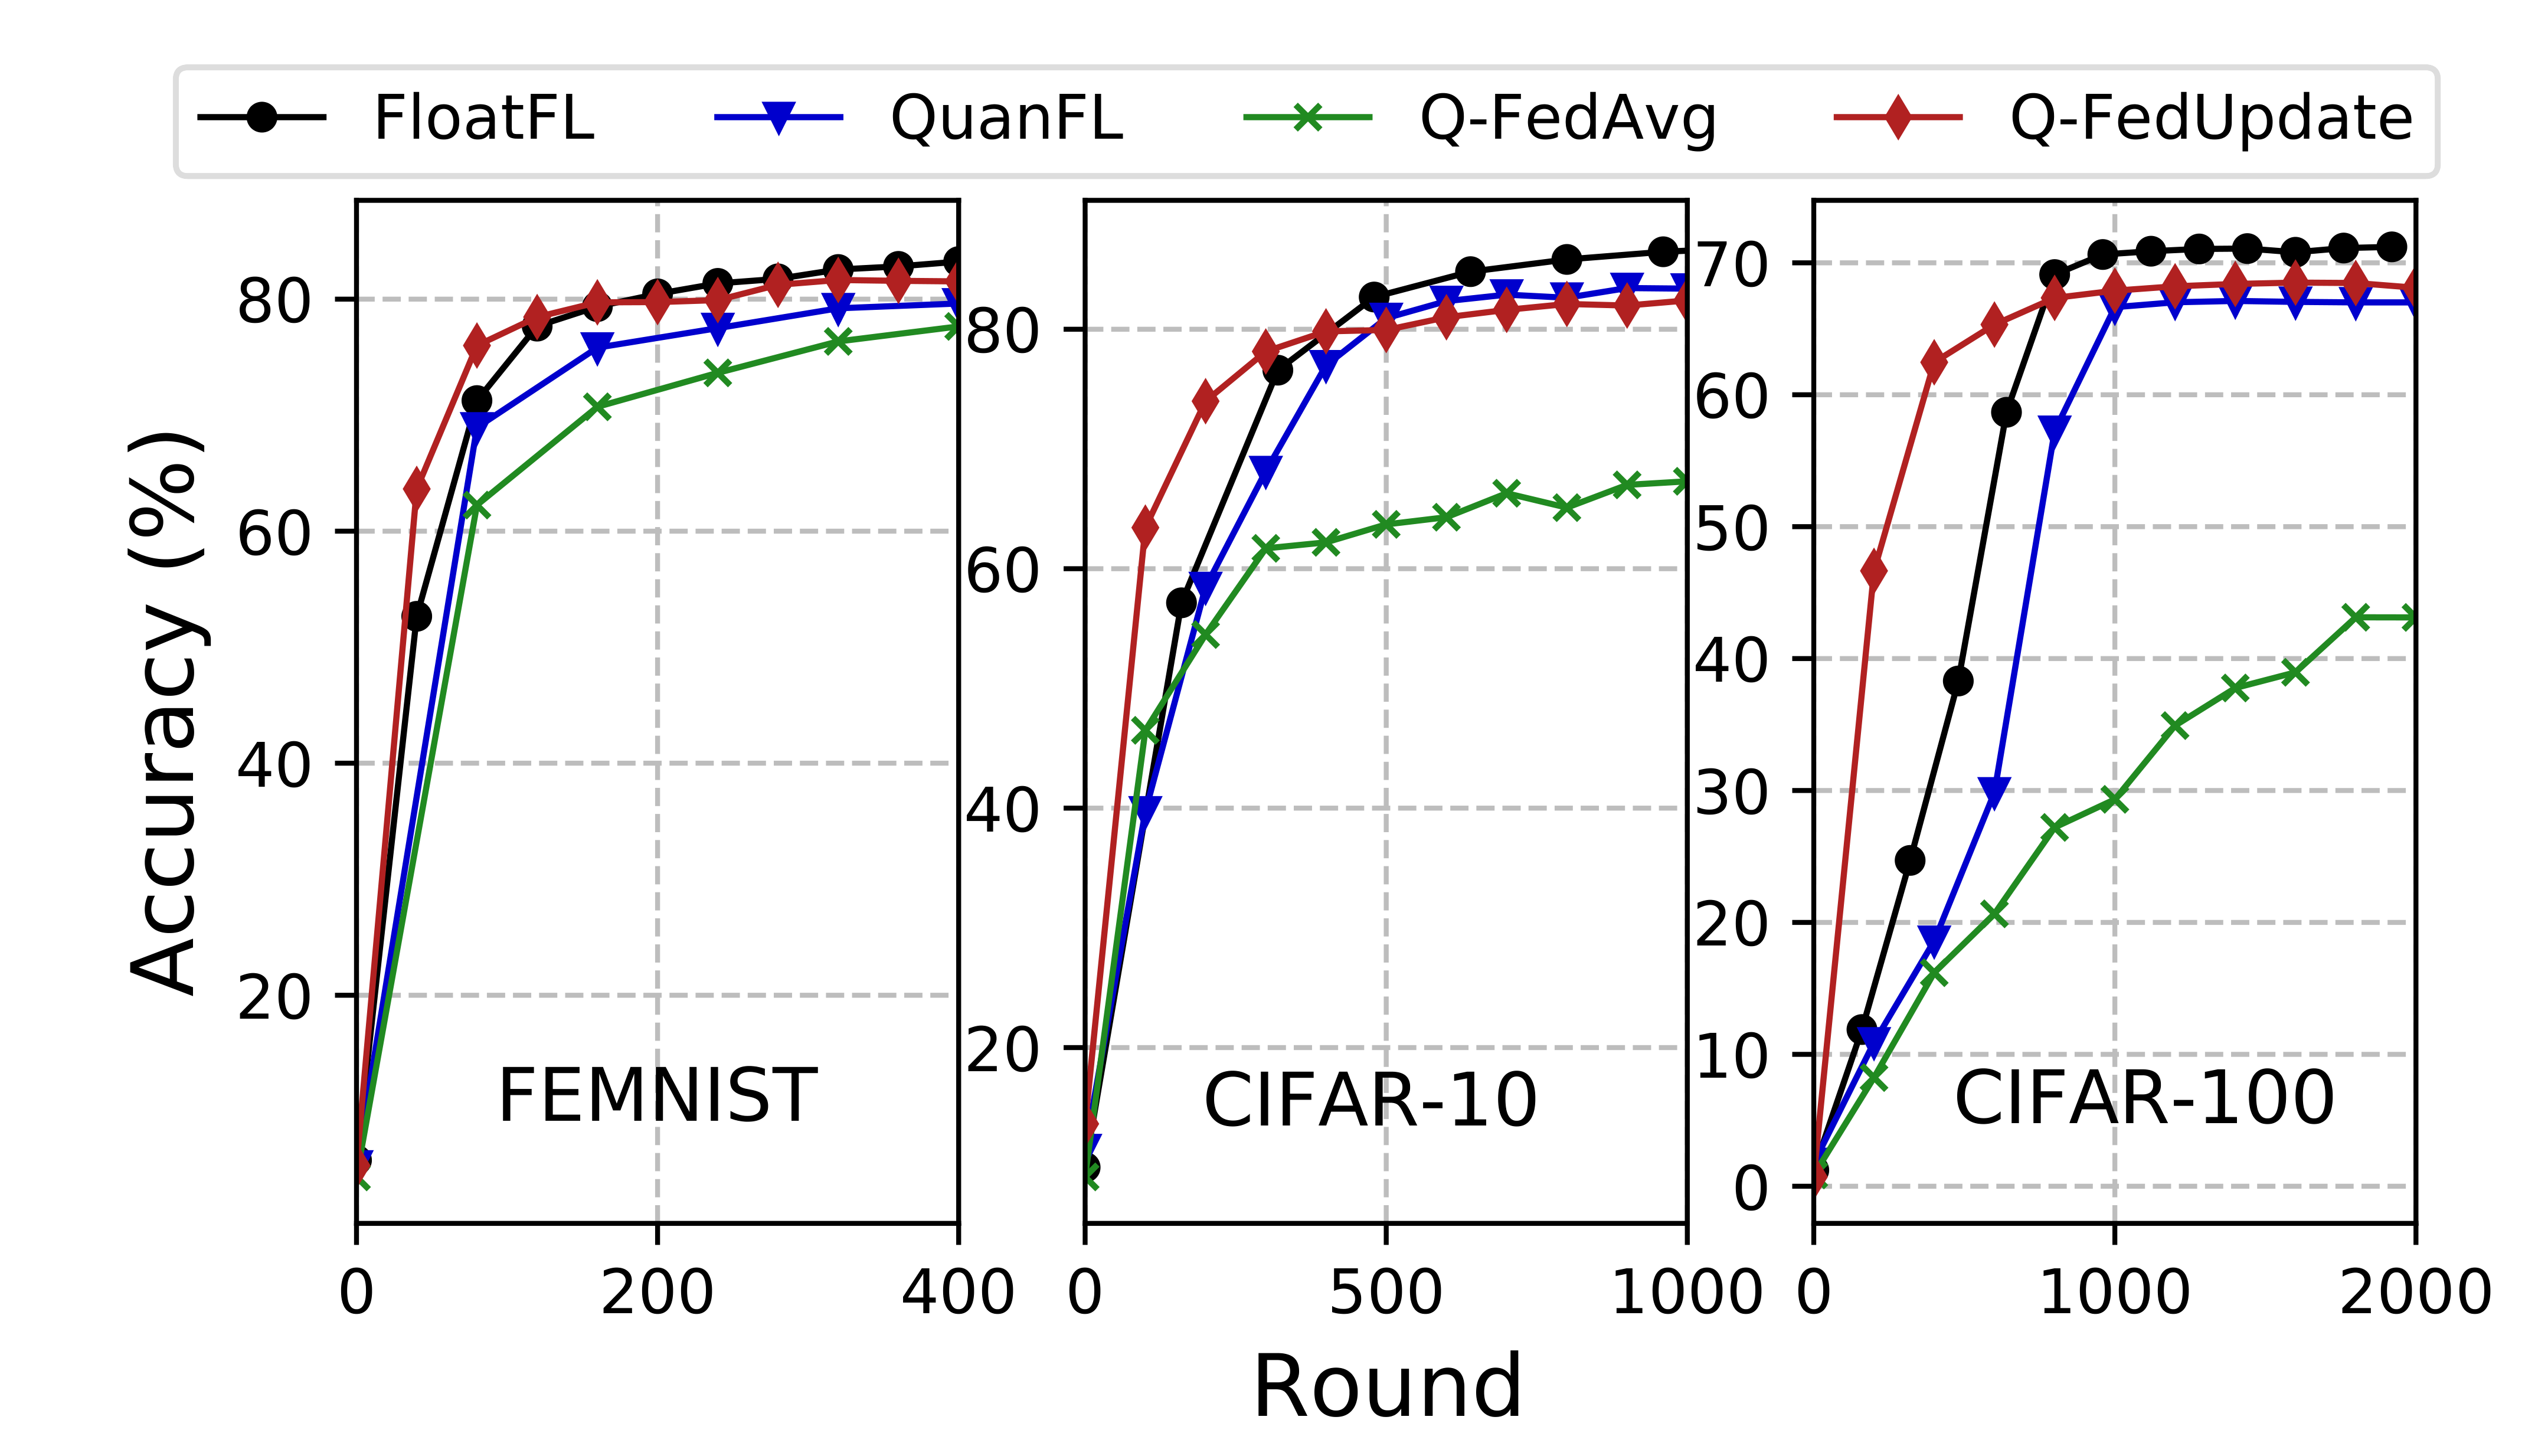 FloatFL QuanFL Q-FedAvg Q-FedUpdate
Accuracy (%)
80
60
40
20
FEMNIST
0 200 400
80
60
40
20
CIFAR-10
0 500 1000
70
60
50
40
30
20
10
0
CIFAR-100
0 1000 2000
Round